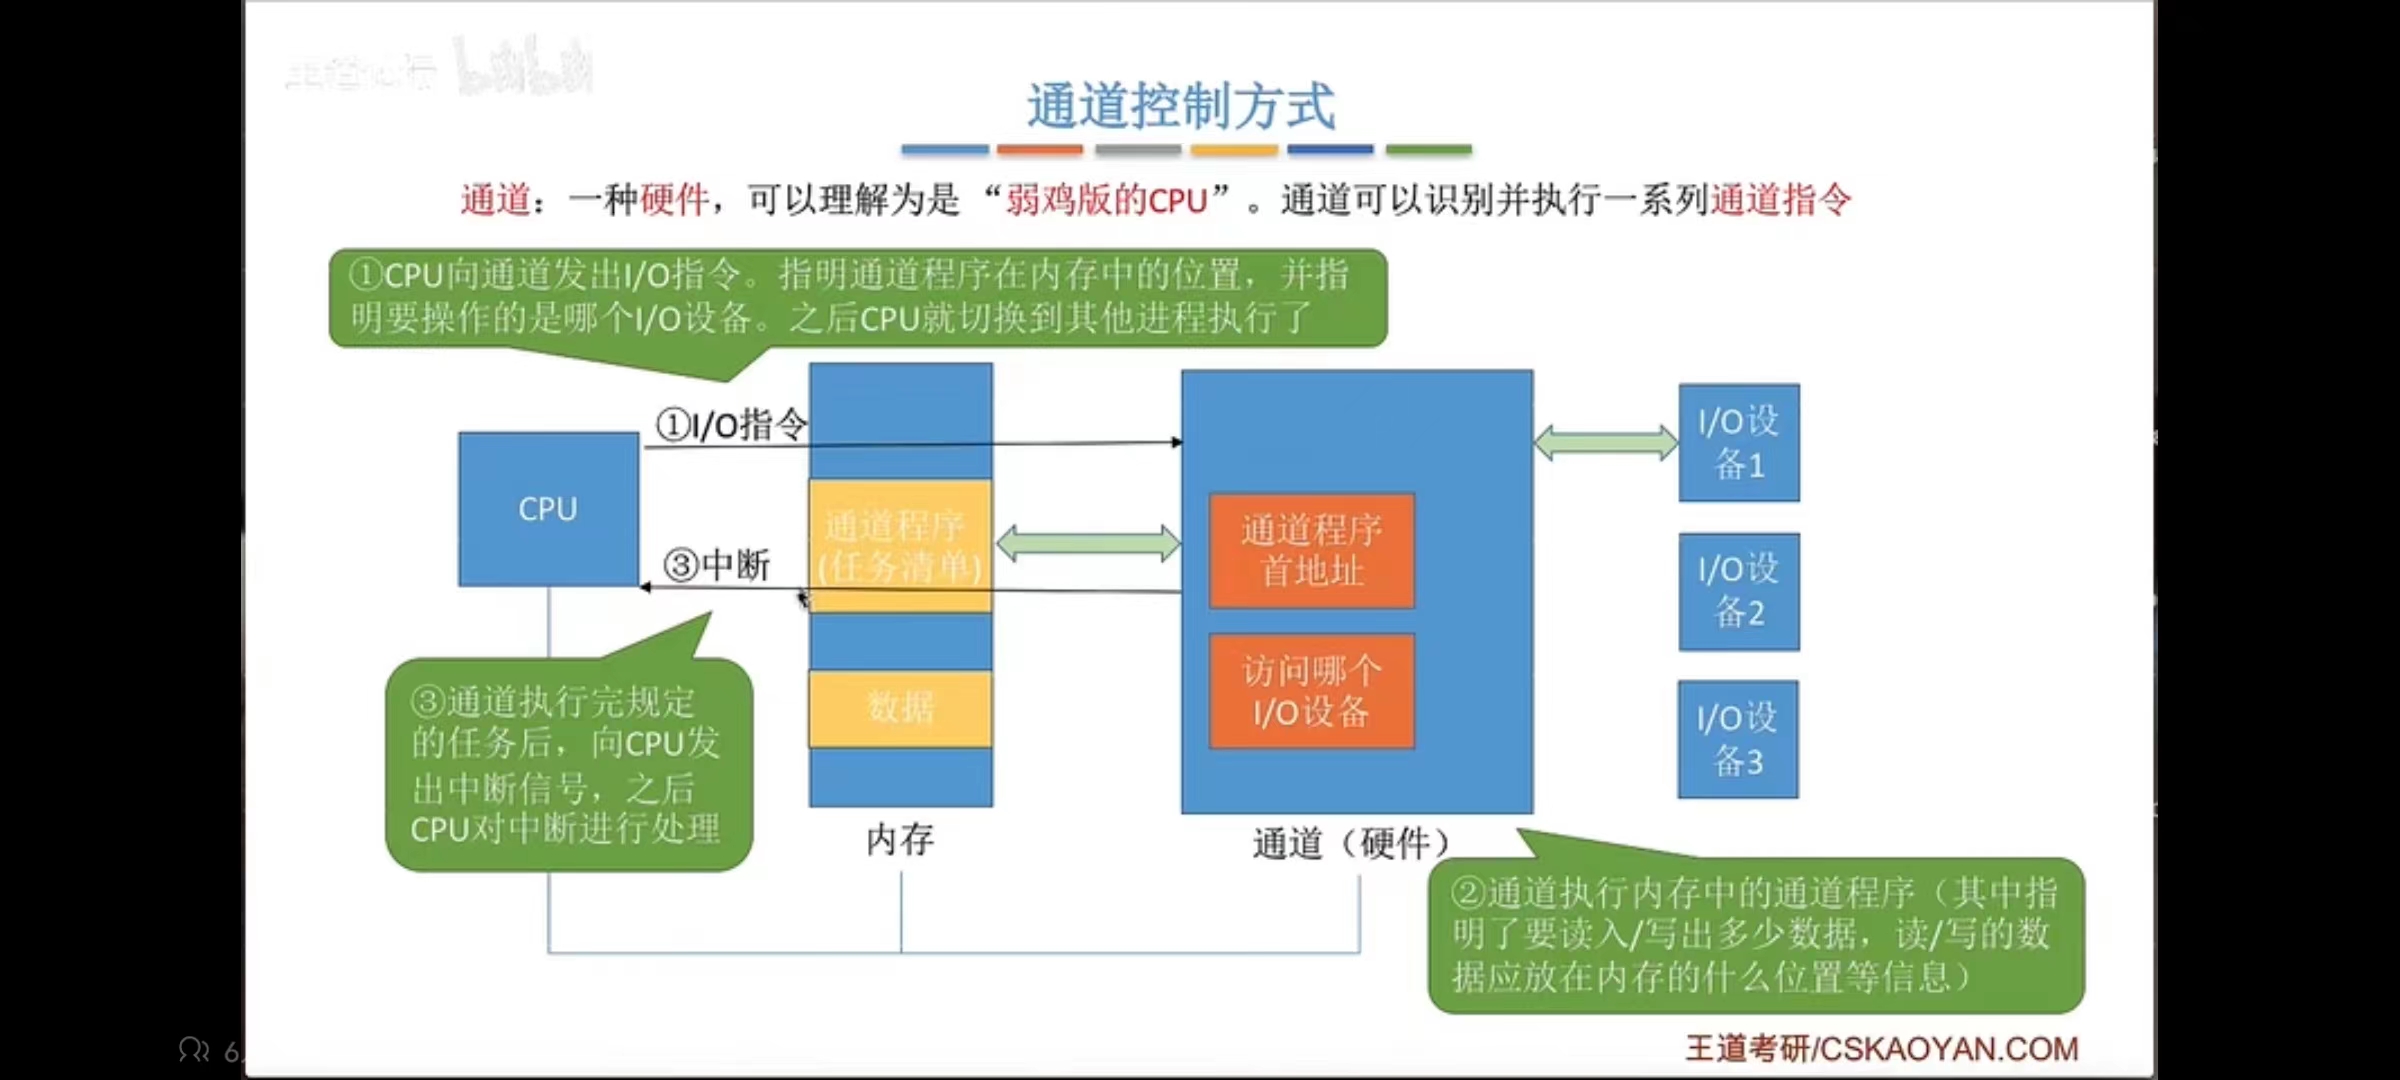 通道控制方式
通道：一种硬件，可以理解为是“弱鸡版的CPU”。通道可以识别并执行一系列通道指令
①CPU向通道发出I/O指令。指明通道程序在内存中的位置，并指
明要操作的是哪个I/O设备。之后CPU就切换到其他进程执行了
①I/O指令
CPU
③中断
通道程序
(任务清单)
数据
内存
通道程序
首地址
访问哪个
I/O设备
通道（硬件）
I/O设
备1
I/O设
备2
I/O设
备3
③通道执行完规定
的任务后，向CPU发
出中断信号，之后
CPU对中断进行处理
②通道执行内存中的通道程序（其中指
明了要读入/写出多少数据，读/写的数
据应放在内存的什么位置等信息）
王道考研/CSKAOYAN.COM